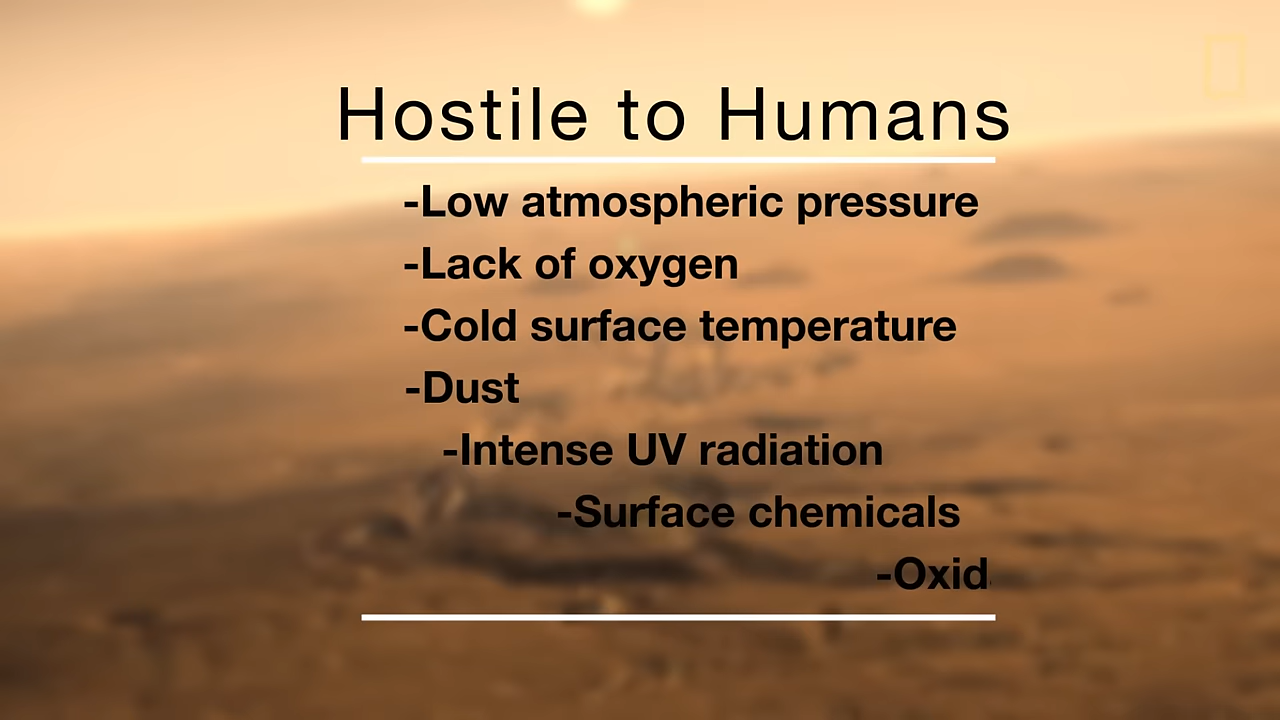 Hostile to Humans
-Low atmospheric pressure
-Lack of oxygen
-Cold surface temperature
-Dust
-Intense UV radiation
-Surface chemicals
-Oxid